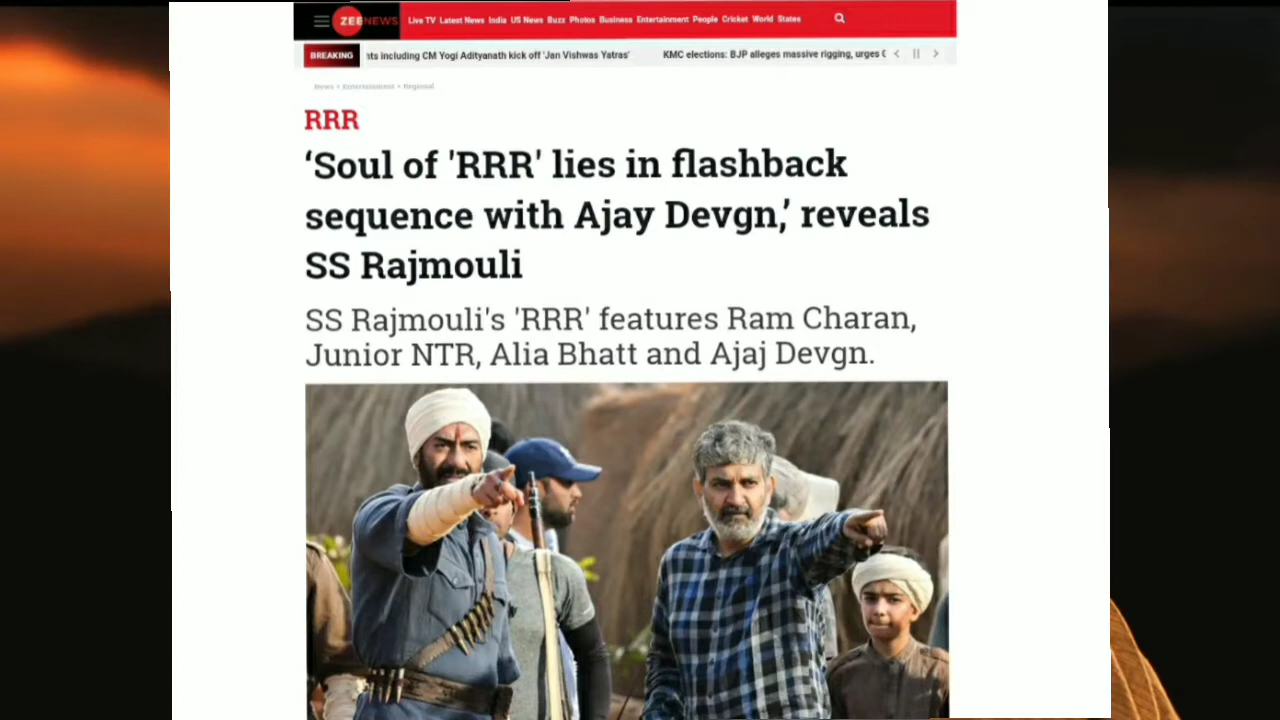 ZEE NEWS Live TV Latest News India US News Buzz Photos Business Entertainment People Cricket World States
BREAKING nts including CM Yogi Adityanath kick off 'Jan Vishwas Yatras' KMC elections: BJP alleges massive rigging, urges
News • Entertainment • Regional
RRR
‘Soul of 'RRR' lies in flashback
sequence with Ajay Devgn,’ reveals
SS Rajmouli
SS Rajmouli's 'RRR' features Ram Charan,
Junior NTR, Alia Bhatt and Ajaj Devgn.